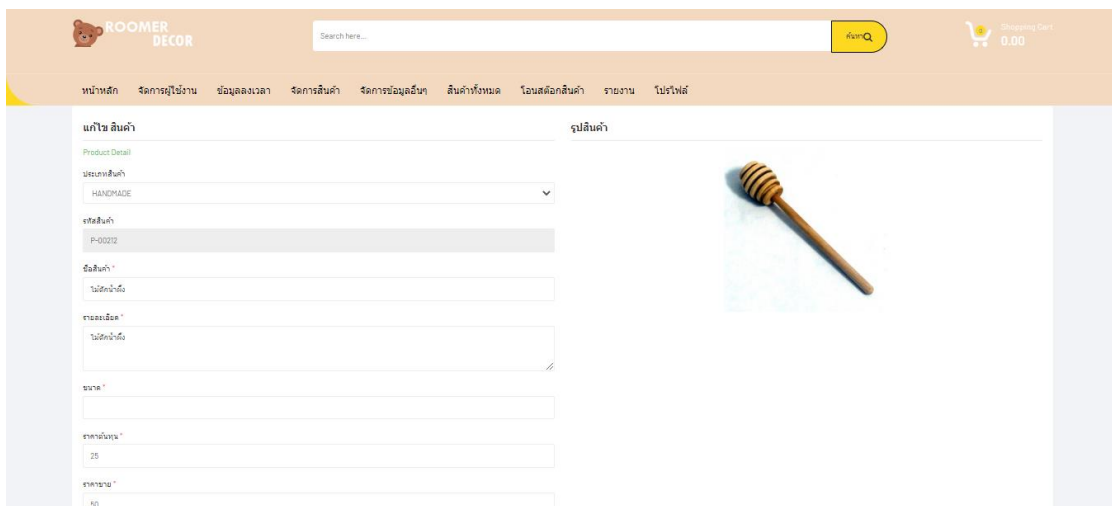 ROOMER
DECOR
Search here...
ค้นหา
0
Shopping Cart
0.00
หน้าหลัก จัดการผู้ใช้งาน ข้อมูลลงเวลา จัดการสินค้า จัดการข้อมูลอื่นๆ สินค้าทั้งหมด โอนสต๊อกสินค้า รายงาน โปรไฟล์
แก้ไข สินค้า
รูปสินค้า
Product Detail
ประเภทสินค้า
HANDMADE
รหัสสินค้า
P-00212
ชื่อสินค้า *
ไม้ตักน้ำผึ้ง
รายละเอียด *
ไม้ตักน้ำผึ้ง
ขนาด *
ราคาต้นทุน *
25
ราคาขาย *
50